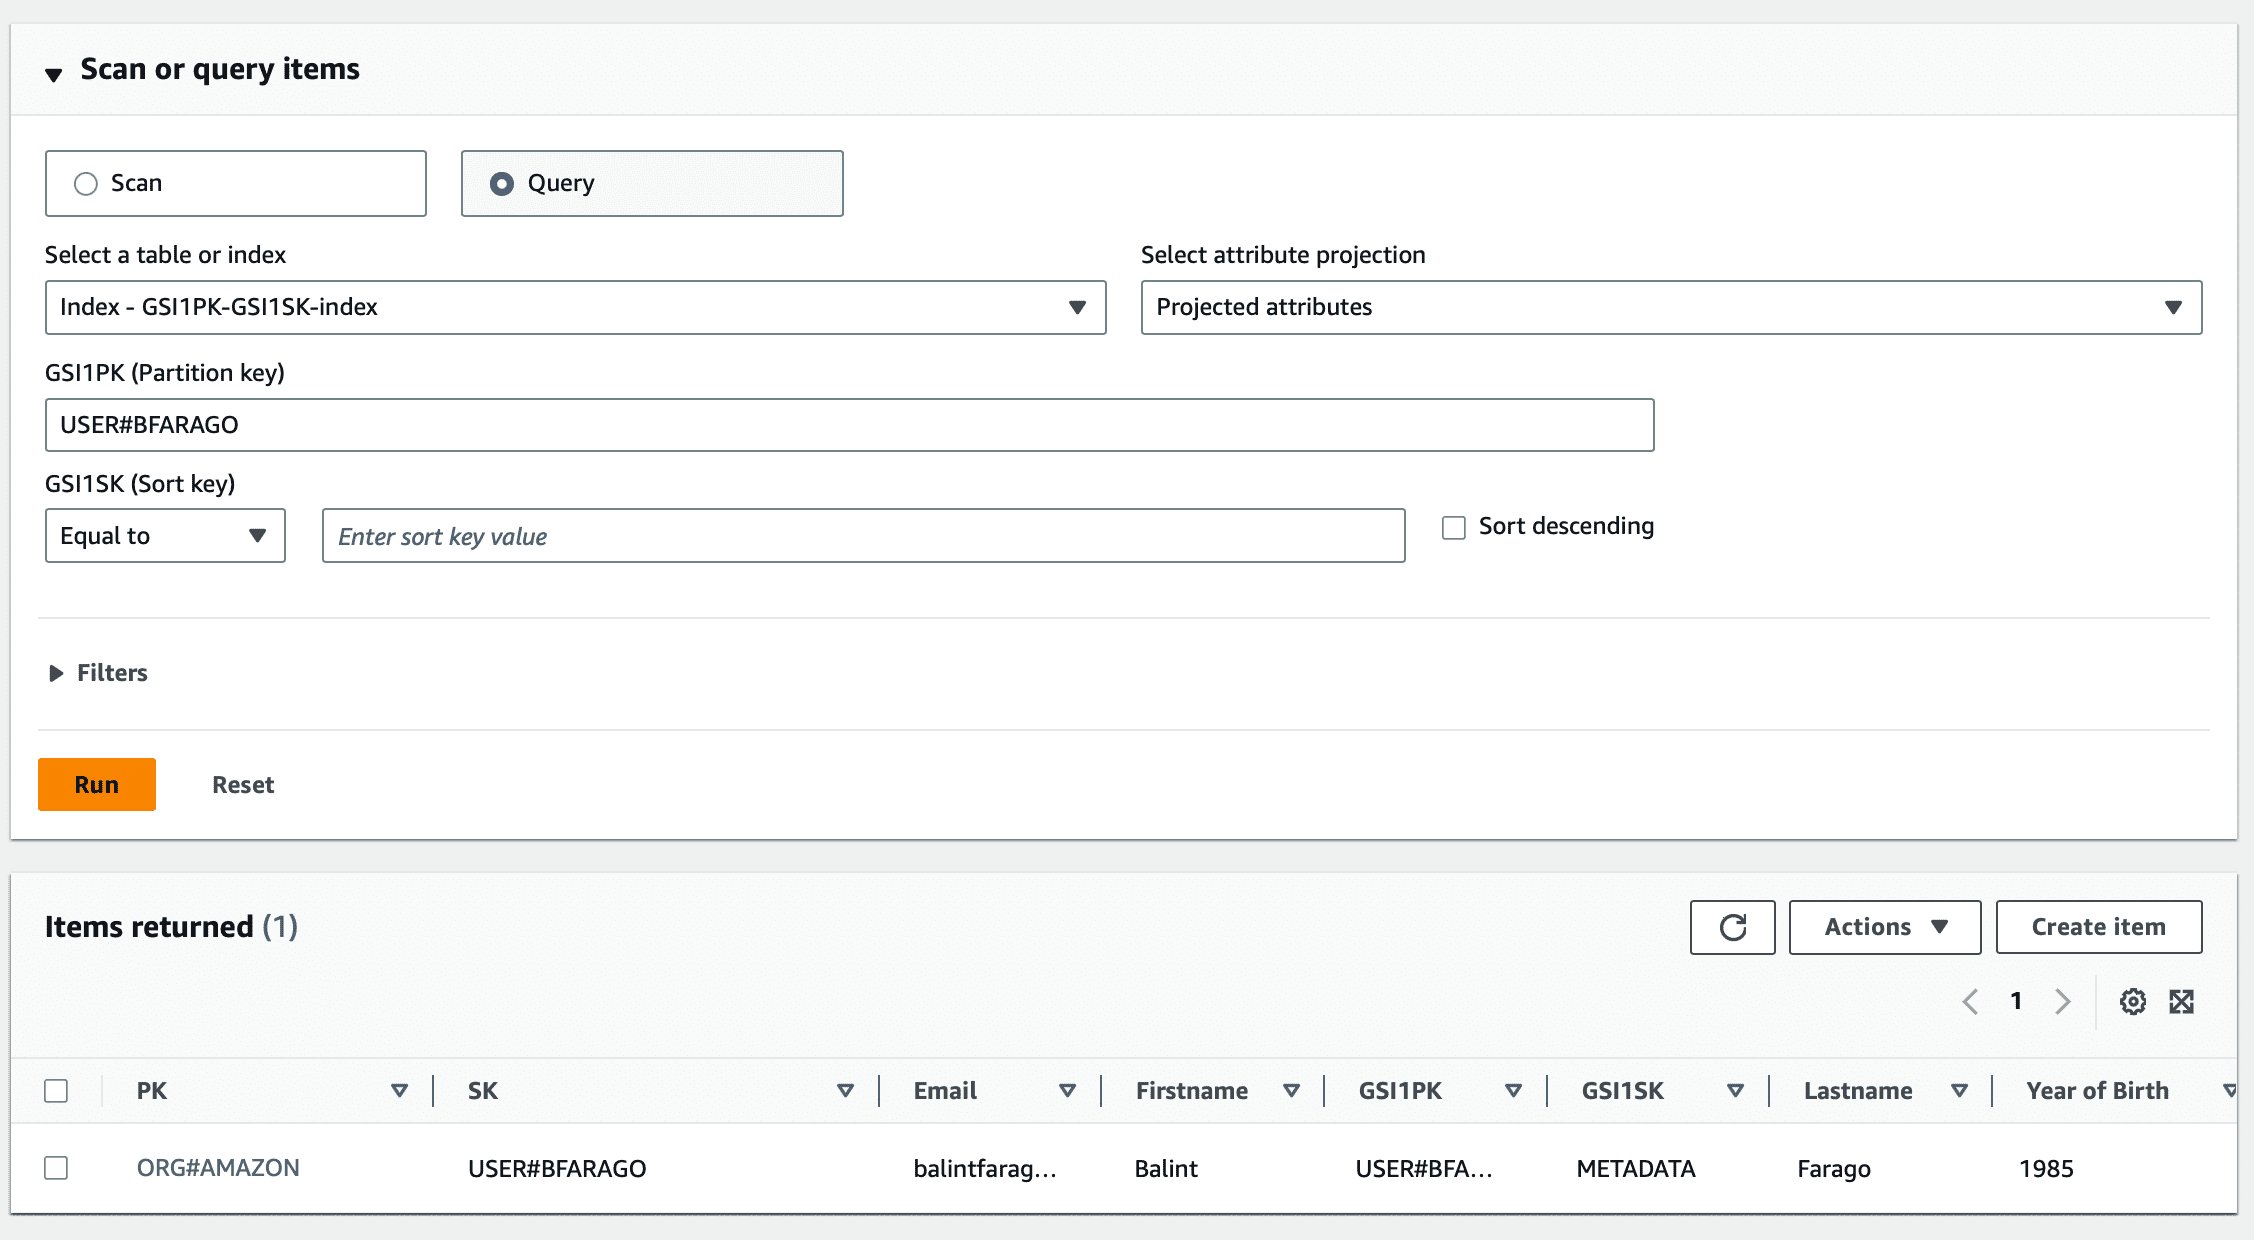 Scan or query items
Scan
Query
Select a table or index
Select attribute projection
Index - GSI1PK-GSI1SK-index
Projected attributes
GSI1PK (Partition key)
USER#BFARAGO
GSI1SK (Sort key)
Equal to
Enter sort key value
Sort descending
Filters
Run
Reset
Items returned (1)
Actions
Create item
1
PK SK Email Firstname GSI1PK GSI1SK Lastname Year of Birth
ORG#AMAZON USER#BFARAGO balintfarag... Balint USER#BFA... METADATA Farago 1985